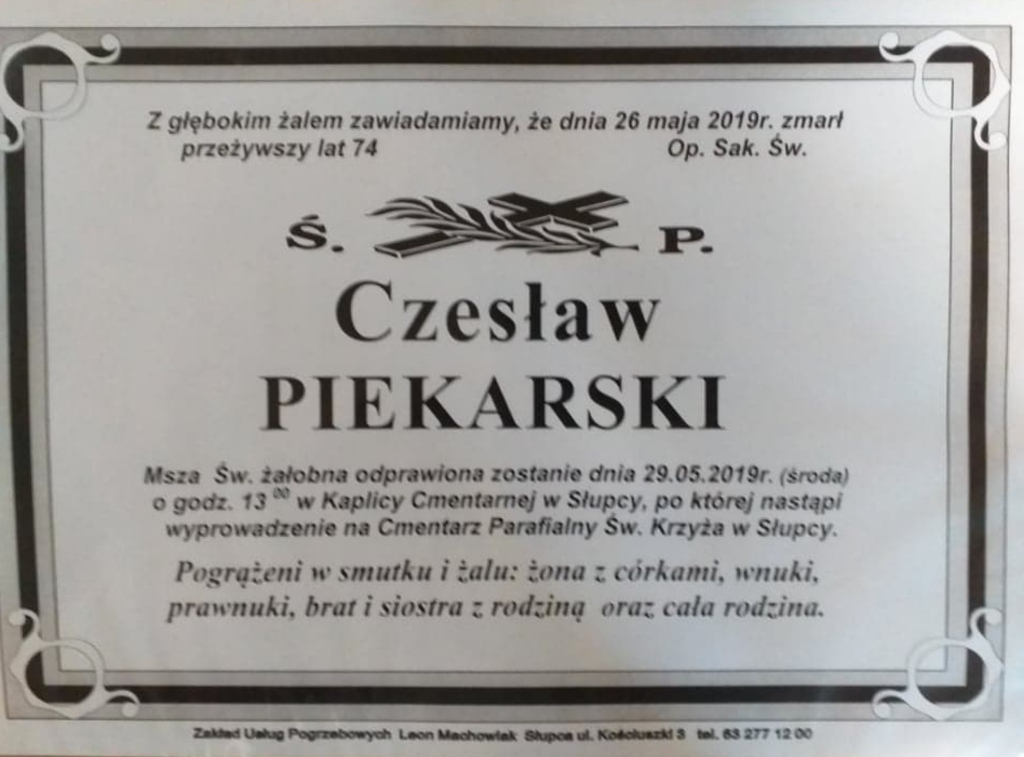 Z głębokim żalem zawiadamiamy, że dnia 26 maja 2019r. zmarł
przeżywszy lat 74 Op. Sak. Św.
Ś. P.
Czesław
PIEKARSKI
Msza Św. żałobna odprawiona zostanie dnia 29.05.2019r. (środa)
o godz. 13 00 w Kaplicy Cmentarnej w Słupcy, po której nastąpi
wyprowadzenie na Cmentarz Parafialny Św. Krzyża w Słupcy.
Pogrążeni w smutku i żalu: żona z córkami, wnuki,
prawnuki, brat i siostra z rodziną oraz cała rodzina.
Zakład Usług Pogrzebowych Leon Machowiak Słupca ul. Kościuszki 3 tel. 63 277 12 00